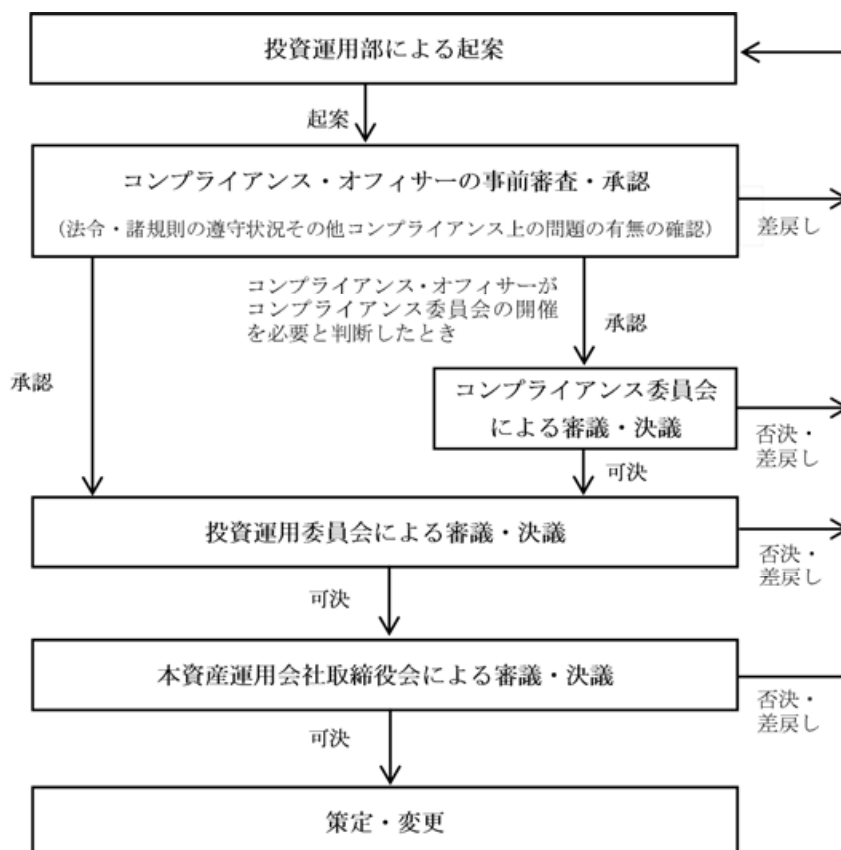 投資運用部による起案
起案
コンプライアンス・オフィサーの事前審査・承認
(法令・諸規則の遵守状況その他コンプライアンス上の問題の有無の確認)
差戻し
コンプライアンス・オフィサーが
コンプライアンス委員会の開催
を必要と判断したとき
承認
承認
コンプライアンス委員会
による審議・決議
否決・
差戻し
可決
投資運用委員会による審議・決議
否決・
差戻し
可決
本資産運用会社取締役会による審議・決議
否決・
差戻し
可決
策定・変更